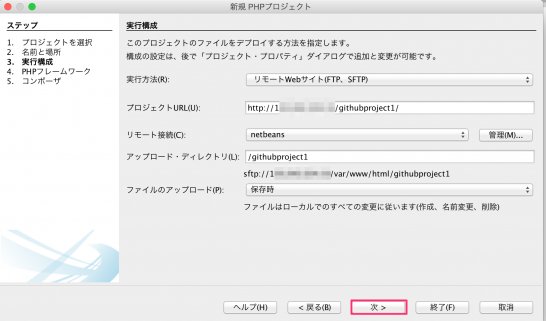 新規 PHPプロジェクト
ステップ
1. プロジェクトを選択
2. 名前と場所
3. 実行構成
4. PHPフレームワーク
5. コンポーザ
実行構成
このプロジェクトのファイルをデプロイする方法を指定します。
構成の設定は、後で「プロジェクト・プロパティ」ダイアログで追加と変更が可能です。
実行方法(R): リモートWebサイト(FTP、SFTP)
プロジェクトURL(U): http://1 /githubproject1/
リモート接続(C): netbeans 管理(M)...
アップロード・ディレクトリ(L): /githubproject1
sftp://1 /var/www/html/githubproject1
ファイルのアップロード(P): 保存時
ファイルはローカルでのすべての変更に従います(作成、名前変更、削除)
ヘルプ(H) < 戻る(B) 次 > 終了(F) 取消